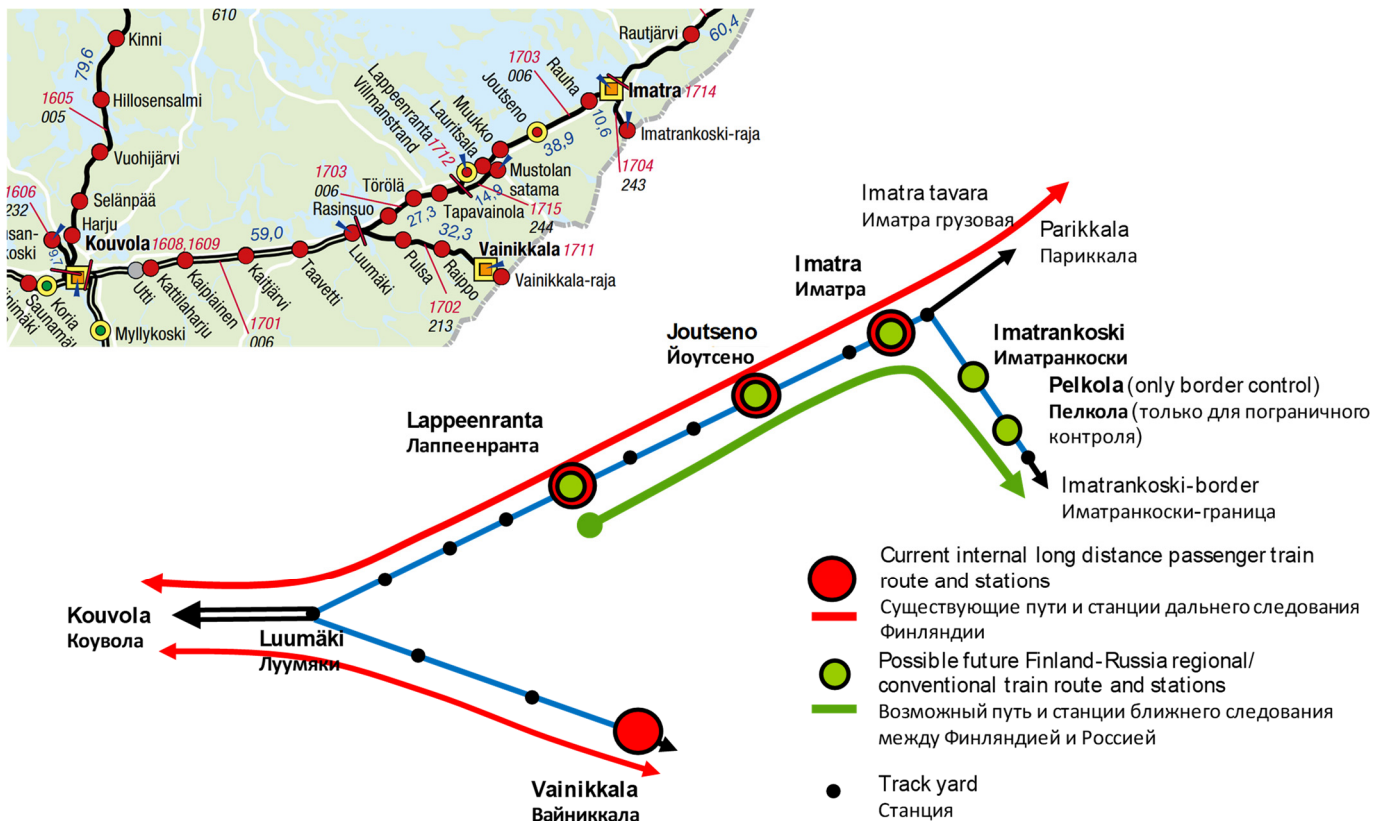 610
Kinni
79,6
1605
005
Hillosensalmi
Vuohijärvi
1606
232
Selänpää
Harju
Kouvola 1608,1609
59,0
koski
9,7
Saunamäki
Koria
Myllykoski
Utti
Kattilaharju
Kaipiainen
Kaitjärvi
Taavetti
1701
006
Rasinsuo
Luumäki
1703
006
Törölä
27,3
Tapavainola
32,3
Pulsa
Raippo
1702
213
Vainikkala 1711
Vainikkala-raja
Lappeenranta
Villmanstrand
1712
Lauritsala
Muukko
14,9
Mustolan
satama
1715
244
Joutseno
38,9
1703
006
Rauha
10,6
Imatra 1714
Imatrankoski-raja
1704
243
Rautjärvi
60,4
Imatra tavara
Иматра грузовая
Parikkala
Париккала
Imatra
Иматра
Joutseno
Йоутсено
Imatrankoski
Иматранкоски
Pelkola (only border control)
Пелкола (только для пограничного
контроля)
Lappeenranta
Лаппеенранта
Imatrankoski-border
Иматранкоски-граница
Kouvola
Коувола
Luumäki
Луумяки
Vainikkala
Вайниккала
Current internal long distance passenger train
route and stations
Существующие пути и станции дальнего следования
Финляндии
Possible future Finland-Russia regional/
conventional train route and stations
Возможный путь и станции ближнего следования
между Финляндией и Россией
Track yard
Станция